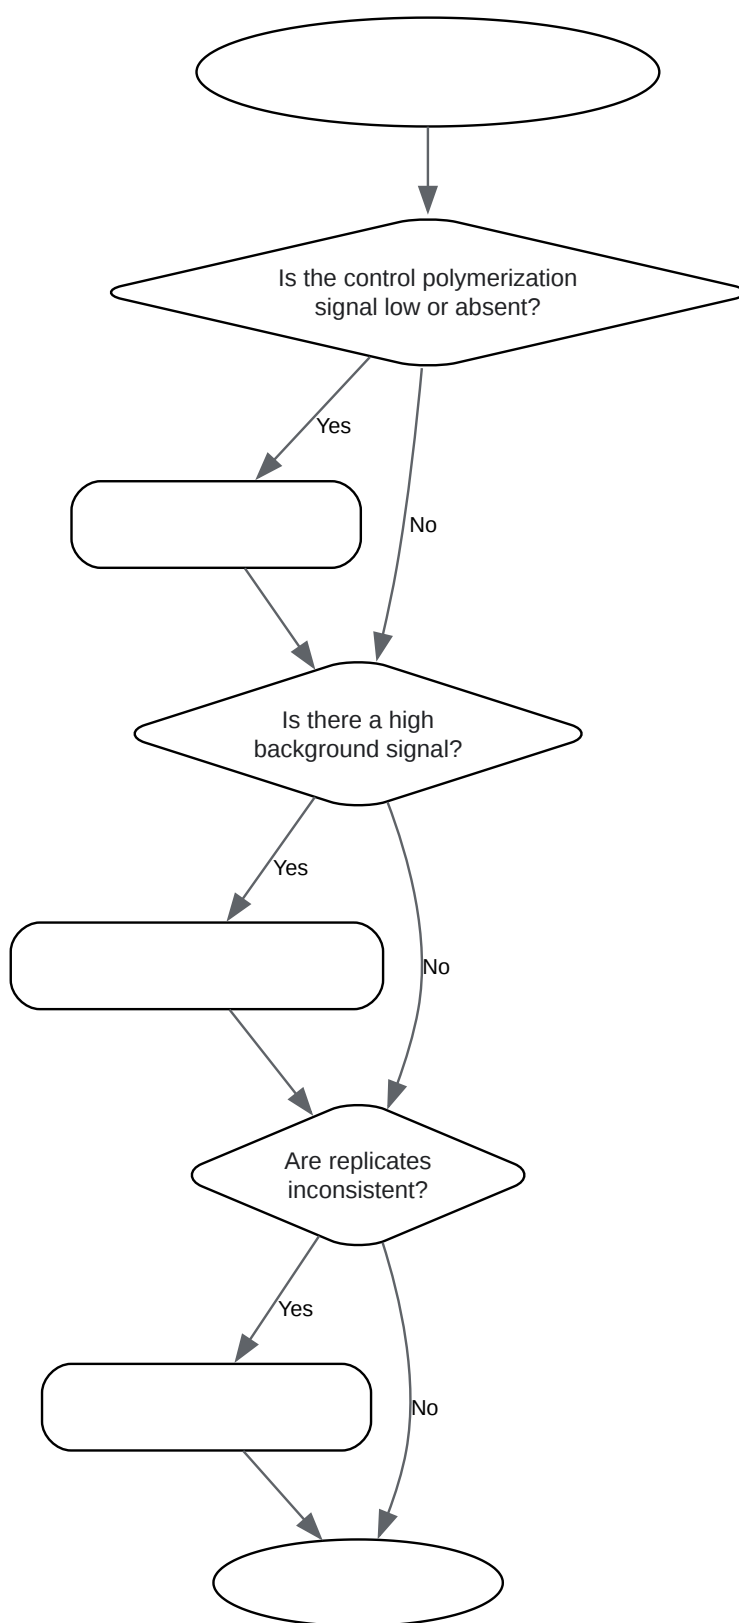 Is the control polymerization
signal low or absent?
Yes
No
Is there a high
background signal?
Yes
No
Are replicates
inconsistent?
Yes
No